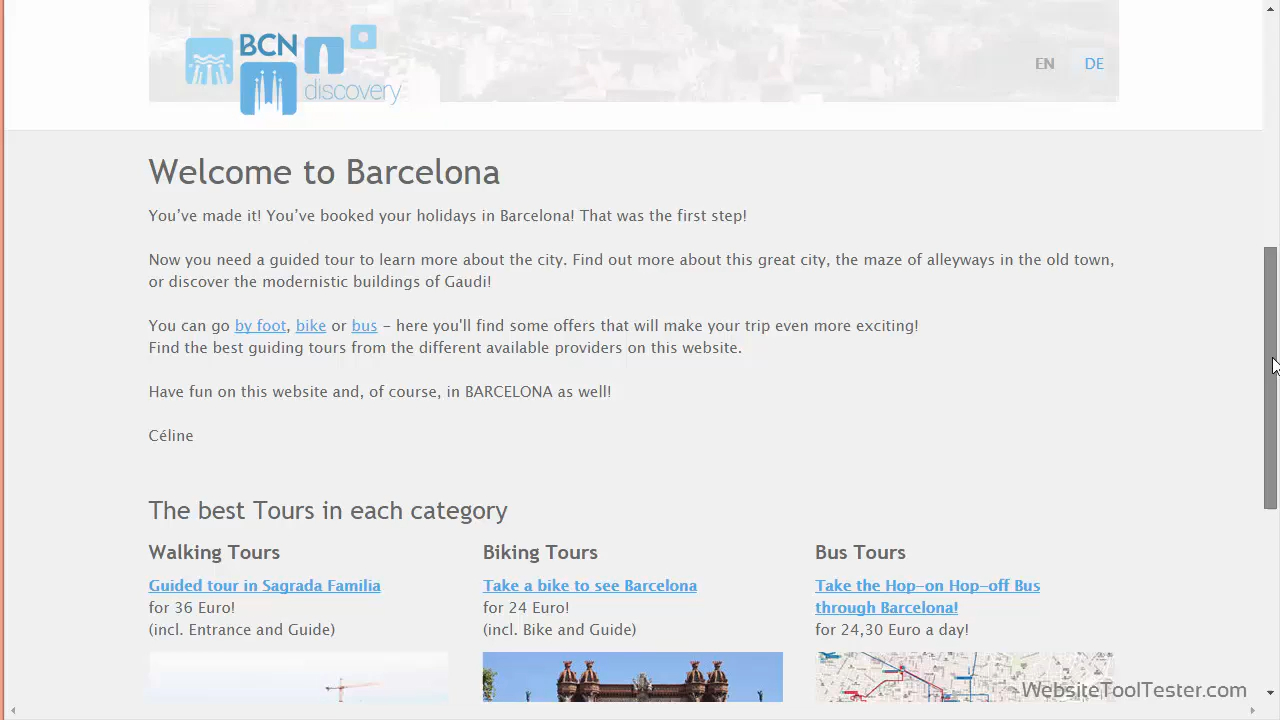 BCN
discovery
EN DE
Welcome to Barcelona
You’ve made it! You’ve booked your holidays in Barcelona! That was the first step!
Now you need a guided tour to learn more about the city. Find out more about this great city, the maze of alleyways in the old town,
or discover the modernistic buildings of Gaudi!
You can go by foot, bike or bus – here you'll find some offers that will make your trip even more exciting!
Find the best guiding tours from the different available providers on this website.
Have fun on this website and, of course, in BARCELONA as well!
Céline
The best Tours in each category
Walking Tours
Guided tour in Sagrada Familia
for 36 Euro!
(incl. Entrance and Guide)
Biking Tours
Take a bike to see Barcelona
for 24 Euro!
(incl. Bike and Guide)
Bus Tours
Take the Hop-on Hop-off Bus
through Barcelona!
for 24,30 Euro a day!
WebsiteToolTester.com